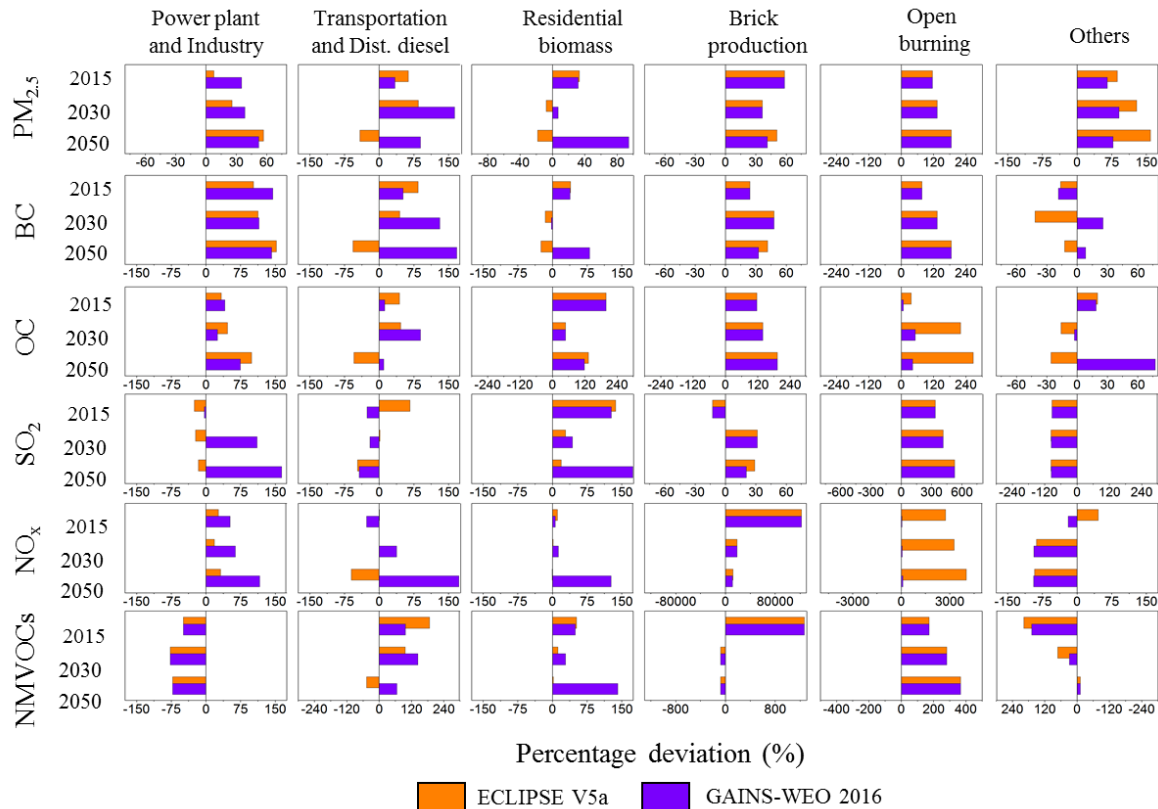 Power plant and Industry
Transportation and Dist. diesel
Residential biomass
Brick production
Open burning
Others
PM2.5
2015
2030
2050
-60 -30 0 30 60
-150 -75 0 75 150
-80 -40 0 40 80
-60 -30 0 30 60
-240 -120 0 120 240
-150 -75 0 75 150
BC
2015
2030
2050
-150 -75 0 75 150
-150 -75 0 75 150
-150 -75 0 75 150
-60 -30 0 30 60
-240 -120 0 120 240
-60 -30 0 30 60
OC
2015
2030
2050
-150 -75 0 75 150
-150 -75 0 75 150
-240 -120 0 120 240
-240 -120 0 120 240
-240 -120 0 120 240
-60 -30 0 30 60
SO2
2015
2030
2050
-150 -75 0 75 150
-150 -75 0 75 150
-150 -75 0 75 150
-60 -30 0 30 60
-600 -300 0 300 600
-240 -120 0 120 240
NOx
2015
2030
2050
-150 -75 0 75 150
-150 -75 0 75 150
-150 -75 0 75 150
-80000 0 80000
-3000 0 3000
-150 -75 0 75 150
NMVOCs
2015
2030
2050
-150 -75 0 75 150
-240 -120 0 120 240
-150 -75 0 75 150
-800 0 800
-400 -200 0 200 400
240 120 0 -120 -240
Percentage deviation (%)
ECLIPSE V5a
GAINS-WEO 2016